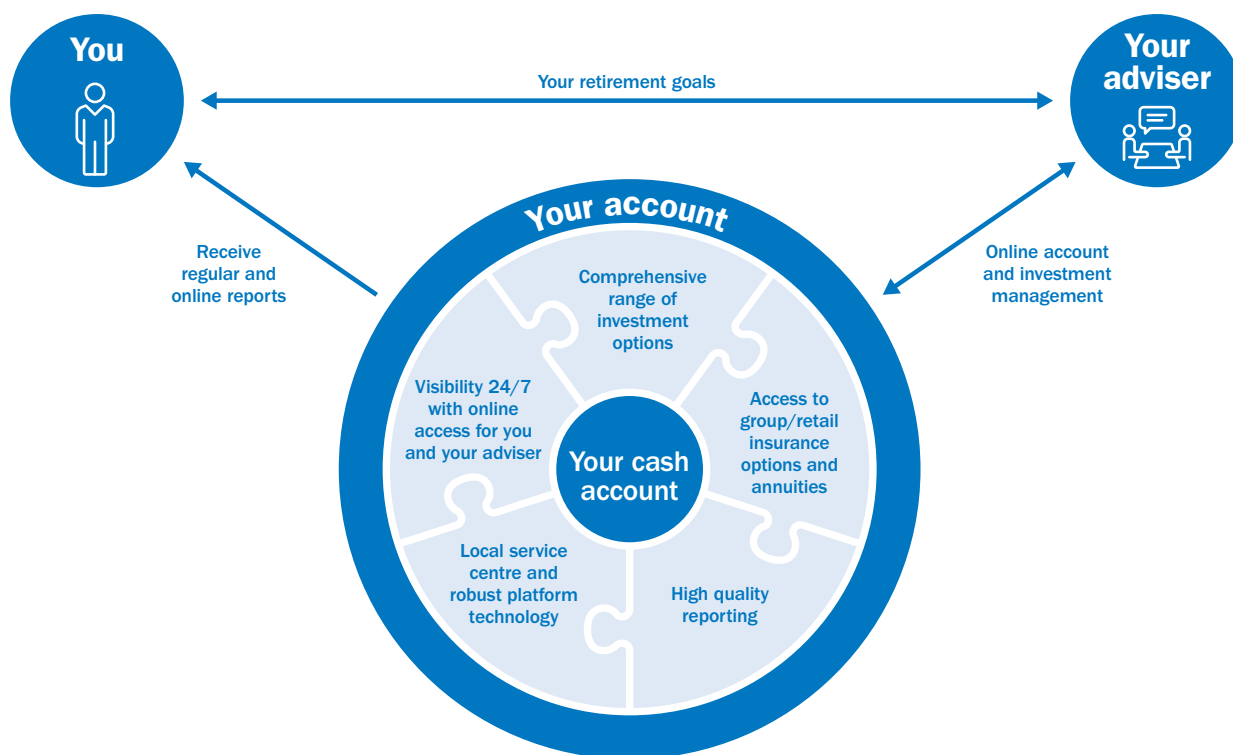 You
Your
adviser
Your retirement goals
Receive
regular and
online reports
Online account
and investment
management
Your account
Comprehensive
range of
investment
options
Visibility 24/7
with online
access for you
and your adviser
Access to
group/retail
insurance
options and
annuities
Your cash
account
Local service
centre and
robust platform
technology
High quality
reporting